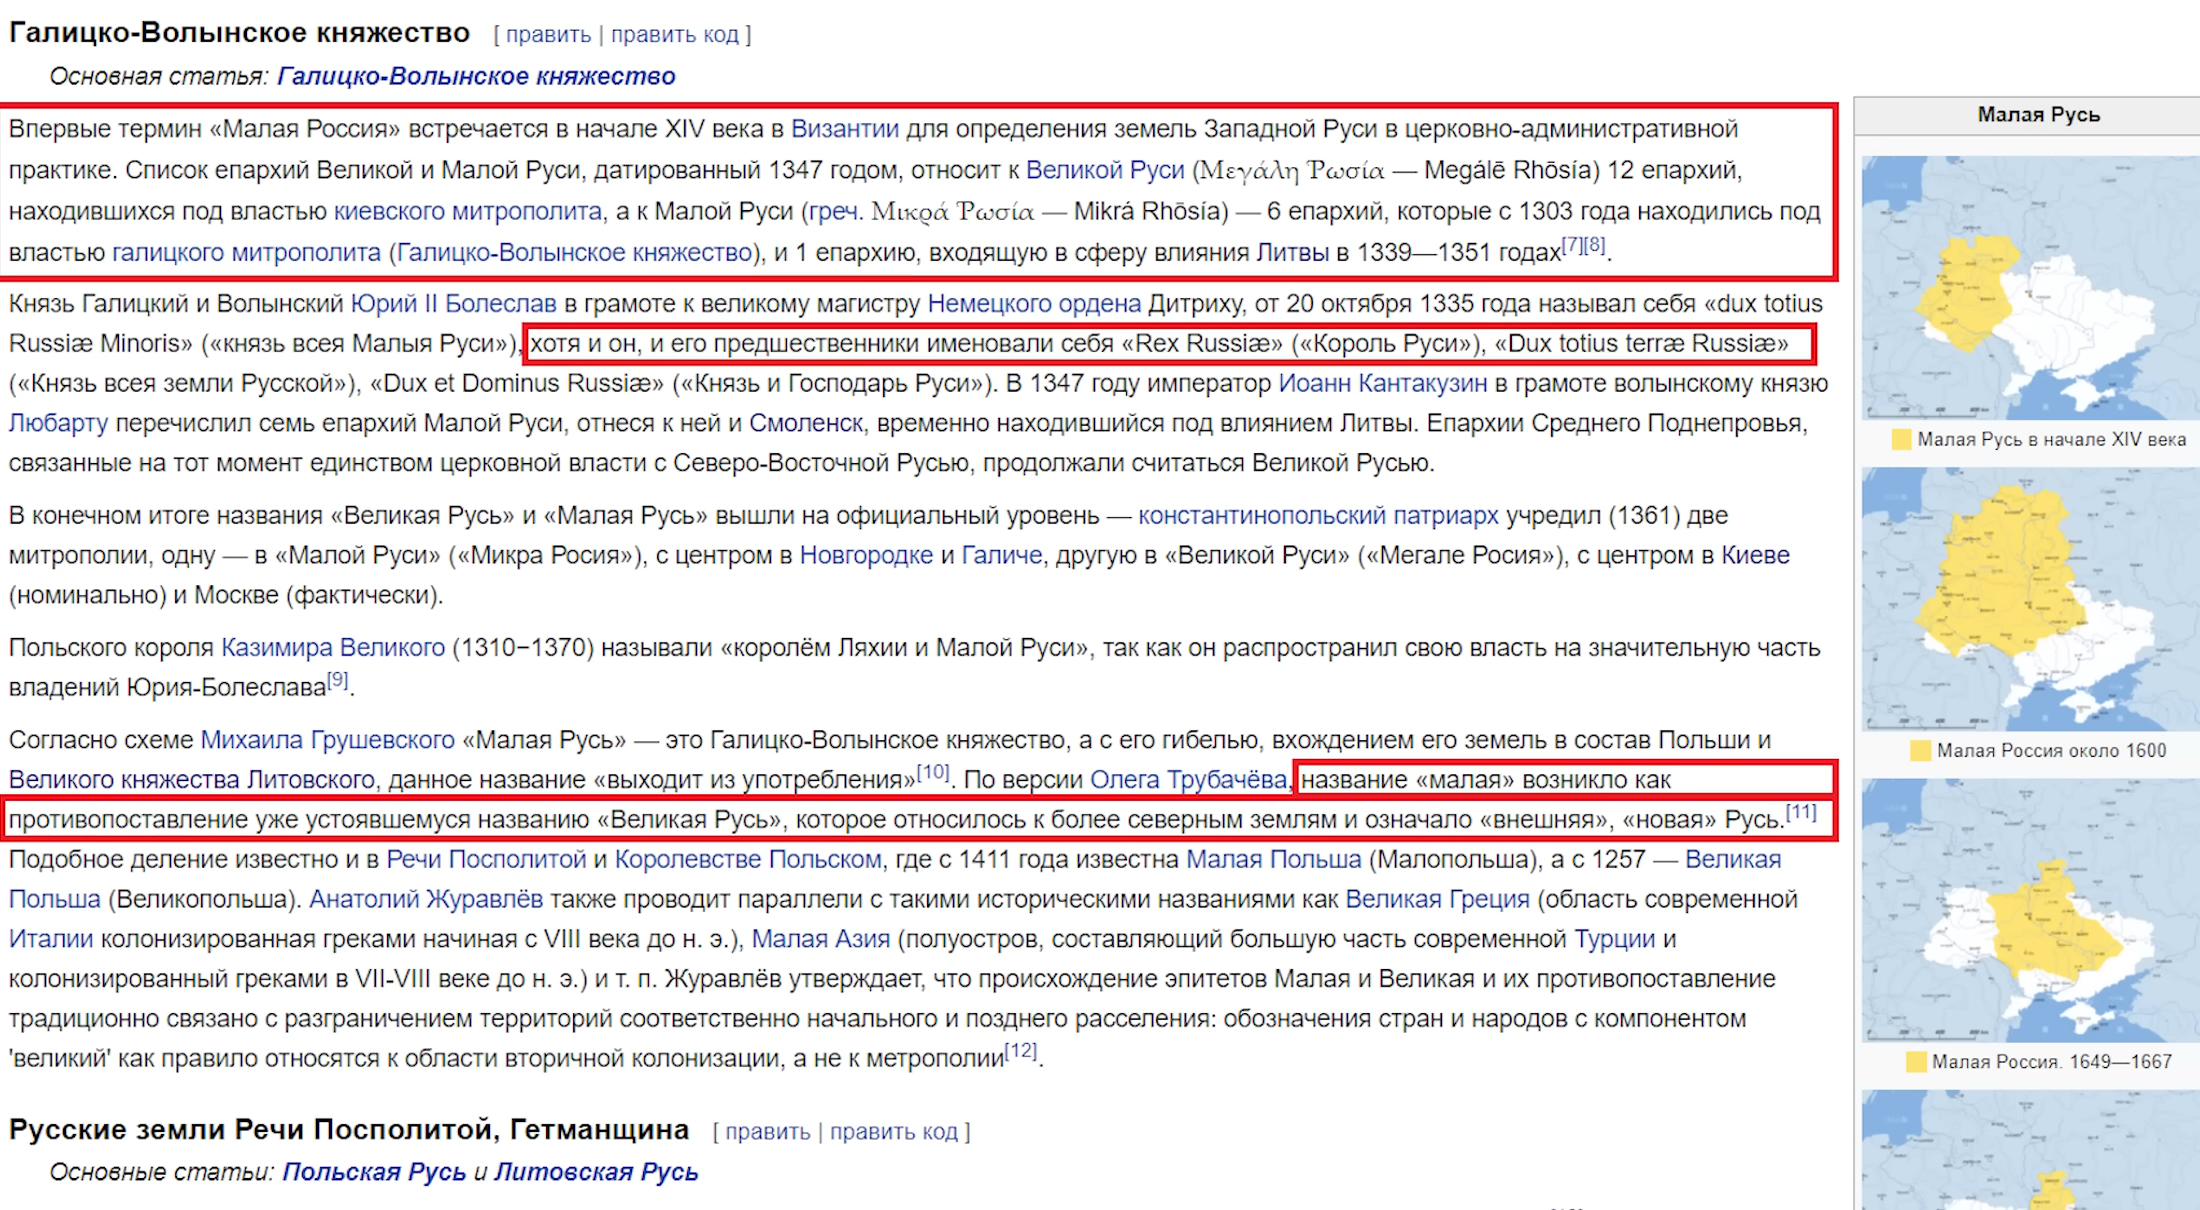 Галицко-Волынское княжество [ править | править код ]
Основная статья: Галицко-Волынское княжество
Впервые термин «Малая Россия» встречается в начале XIV века в Византии для определения земель Западной Руси в церковно-административной
практике. Список епархий Великой и Малой Руси, датированный 1347 годом, относит к Великой Руси (Μεγάλη Ῥωσία — Megálē Rhōsía) 12 епархий,
находившихся под властью киевского митрополита, а к Малой Руси (греч. Μικρά Ῥωσία — Mikrá Rhōsía) — 6 епархий, которые с 1303 года находились под
властью галицкого митрополита (Галицко-Волынское княжество), и 1 епархию, входящую в сферу влияния Литвы в 1339—1351 годах[7][8].
Князь Галицкий и Волынский Юрий II Болеслав в грамоте к великому магистру Немецкого ордена Дитриху, от 20 октября 1335 года называл себя «dux totius
Russiæ Minoris» («князь всея Малыя Руси»), хотя и он, и его предшественники именовали себя «Rex Russiæ» («Король Руси»), «Dux totius terræ Russiæ»
(«Князь всея земли Русской»), «Dux et Dominus Russiæ» («Князь и Господарь Руси»). В 1347 году император Иоанн Кантакузин в грамоте волынскому князю
Любарту перечислил семь епархий Малой Руси, отнеся к ней и Смоленск, временно находившийся под влиянием Литвы. Епархии Среднего Поднепровья,
связанные на тот момент единством церковной власти с Северо-Восточной Русью, продолжали считаться Великой Русью.
В конечном итоге названия «Великая Русь» и «Малая Русь» вышли на официальный уровень — константинопольский патриарх учредил (1361) две
митрополии, одну — в «Малой Руси» («Микра Росия»), с центром в Новгородке и Галиче, другую в «Великой Руси» («Мегале Росия»), с центром в Киеве
(номинально) и Москве (фактически).
Польского короля Казимира Великого (1310−1370) называли «королём Ляхии и Малой Руси», так как он распространил свою власть на значительную часть
владений Юрия-Болеслава[9].
Согласно схеме Михаила Грушевского «Малая Русь» — это Галицко-Волынское княжество, а с его гибелью, вхождением его земель в состав Польши и
Великого княжества Литовского, данное название «выходит из употребления»[10]. По версии Олега Трубачёва, название «малая» возникло как
противопоставление уже устоявшемуся названию «Великая Русь», которое относилось к более северным землям и означало «внешняя», «новая» Русь.[11]
Подобное деление известно и в Речи Посполитой и Королевстве Польском, где с 1411 года известна Малая Польша (Малопольша), а с 1257 — Великая
Польша (Великопольша). Анатолий Журавлёв также проводит параллели с такими историческими названиями как Великая Греция (область современной
Италии колонизированная греками начиная с VIII века до н. э.), Малая Азия (полуостров, составляющий большую часть современной Турции и
колонизированный греками в VII-VIII веке до н. э.) и т. п. Журавлёв утверждает, что происхождение эпитетов Малая и Великая и их противопоставление
традиционно связано с разграничением территорий соответственно начального и позднего расселения: обозначения стран и народов с компонентом
'великий' как правило относятся к области вторичной колонизации, а не к метрополии[12].
Русские земли Речи Посполитой, Гетманщина [ править | править код ]
Основные статьи: Польская Русь и Литовская Русь
Малая Русь
Малая Русь в начале XIV века
Малая Россия около 1600
Малая Россия. 1649—1667